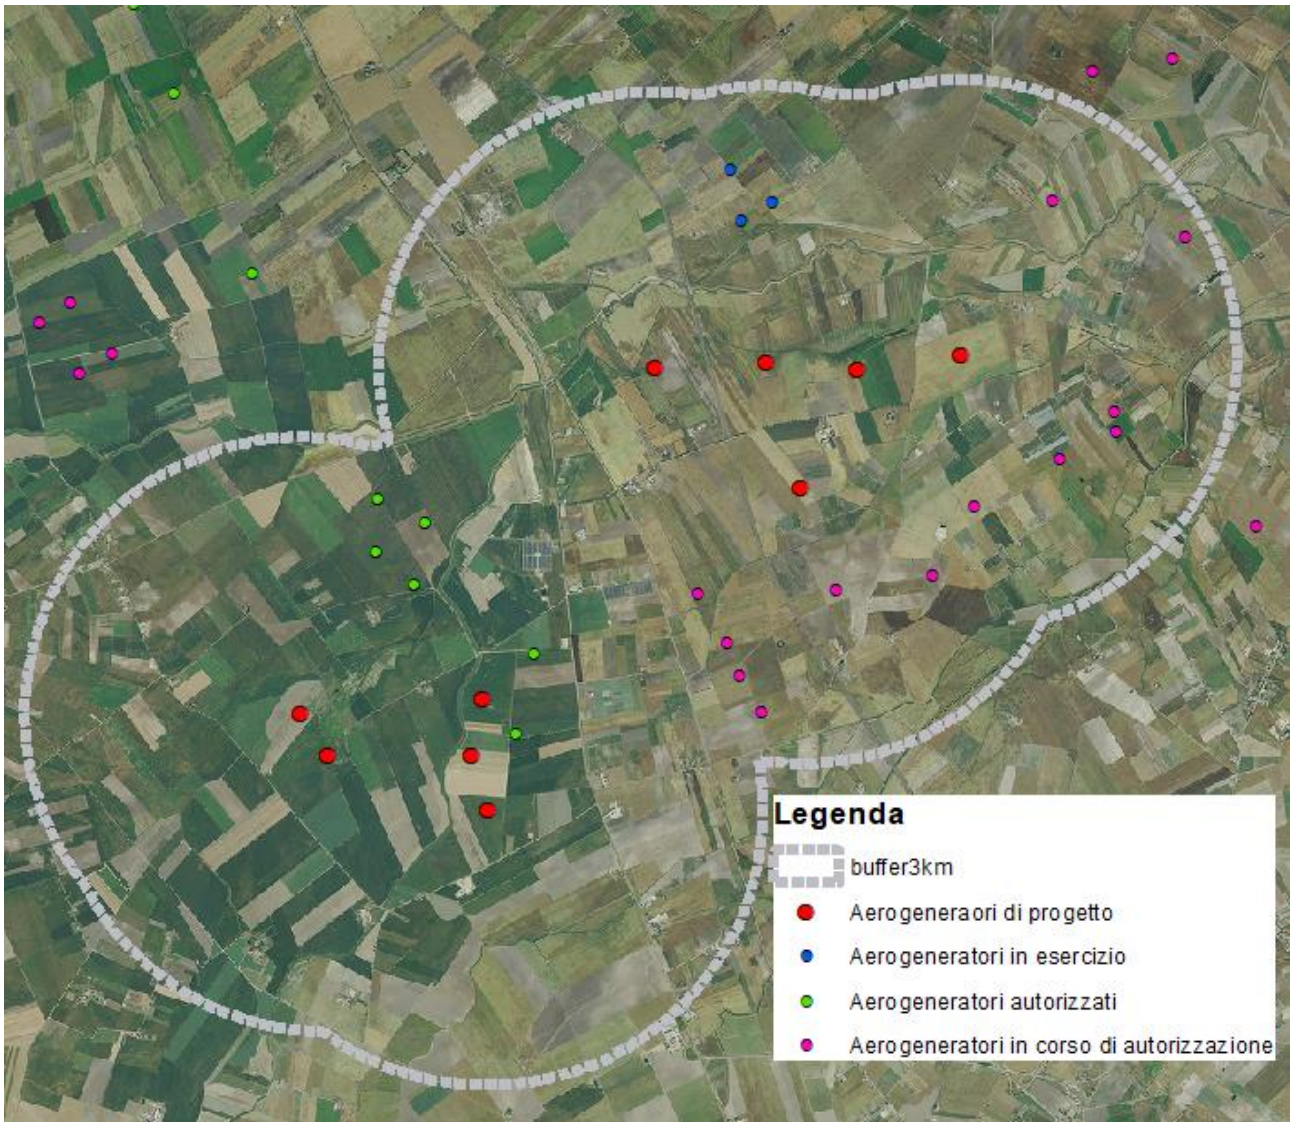 Legenda
buffer3km
Aerogeneraori di progetto
Aerogeneratori in esercizio
Aerogeneratori autorizzati
Aerogeneratori in corso di autorizzazione